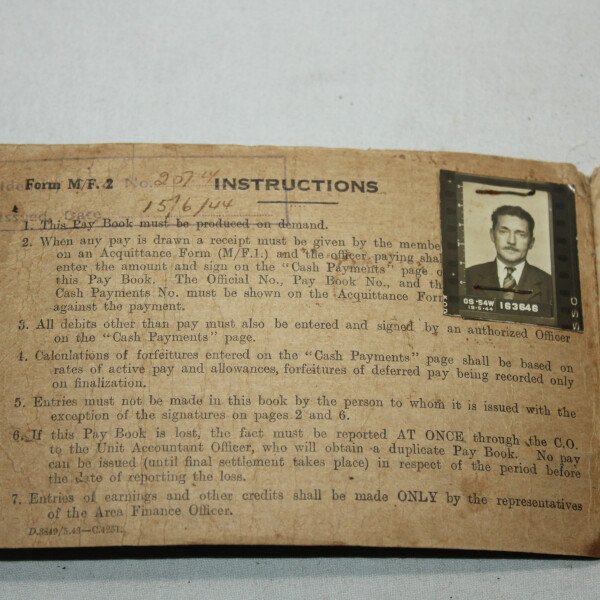 Form M/F. 2 No. 2074 INSTRUCTIONS
Issued, Date 15/6/44
1. This Pay Book must be produced on demand.
2. When any pay is drawn a receipt must be given by the membe
on an Acquittance Form (M/F.1.) and the officer paying shal
enter the amount and sign on the "Cash Payments" page o
this Pay Book. The Official No., Pay Book No., and th
Cash Payments No. must be shown on the Acquittance For
against the payment.
3. All debits other than pay must also be entered and signed by an authorized Officer
on the "Cash Payments" page.
4. Calculations of forfeitures entered on the "Cash Payments" page shall be based on
rates of active pay and allowances, forfeitures of deferred pay being recorded only
on finalization.
5. Entries must not be made in this book by the person to whom it is issued with the
exception of the signatures on pages 2 and 6.
6. If this Pay Book is lost, the fact must be reported AT ONCE through the C.O.
to the Unit Accountant Officer, who will obtain a duplicate Pay Book. No pay
can be issued (until final settlement takes place) in respect of the period before
the date of reporting the loss.
7. Entries of earnings and other credits shall be made ONLY by the representatives
of the Area Finance Officer.
D.3849/5.43—C.4251.
163646